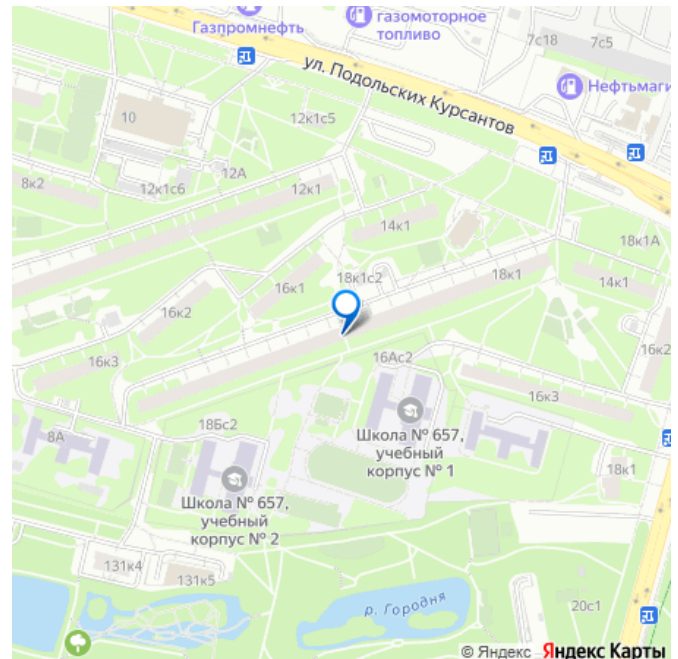 Газпромнефть
газомоторное
топливо
7с18
7с5
Нефтьмаги
ул. Подольских Курсантов
10
12к1с5
12А
12к1с6
12к1
8к2
14к1
18к1А
18к1с2
18к1
14к1
16к1
16к2
16к2
16Ас2
16к3
16к3
Школа № 657,
учебный
корпус № 1
18Бс2
8А
18к1
Школа № 657,
учебный
корпус № 2
131к4
131к5
р. Городня
20с1
© Яндекс Яндекс Карты